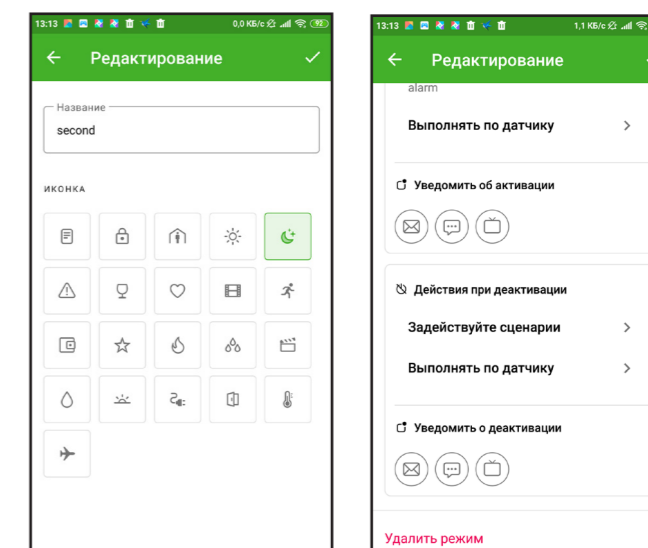 13:13
0,0 КБ/с
92
Редактирование
Название
second
ИКОНКА
13:13
1,1 КБ/с
Редактирование
alarm
Выполнять по датчику
Уведомить об активации
Действия при деактивации
Задействуйте сценарии
Выполнять по датчику
Уведомить о деактивации
Удалить режим